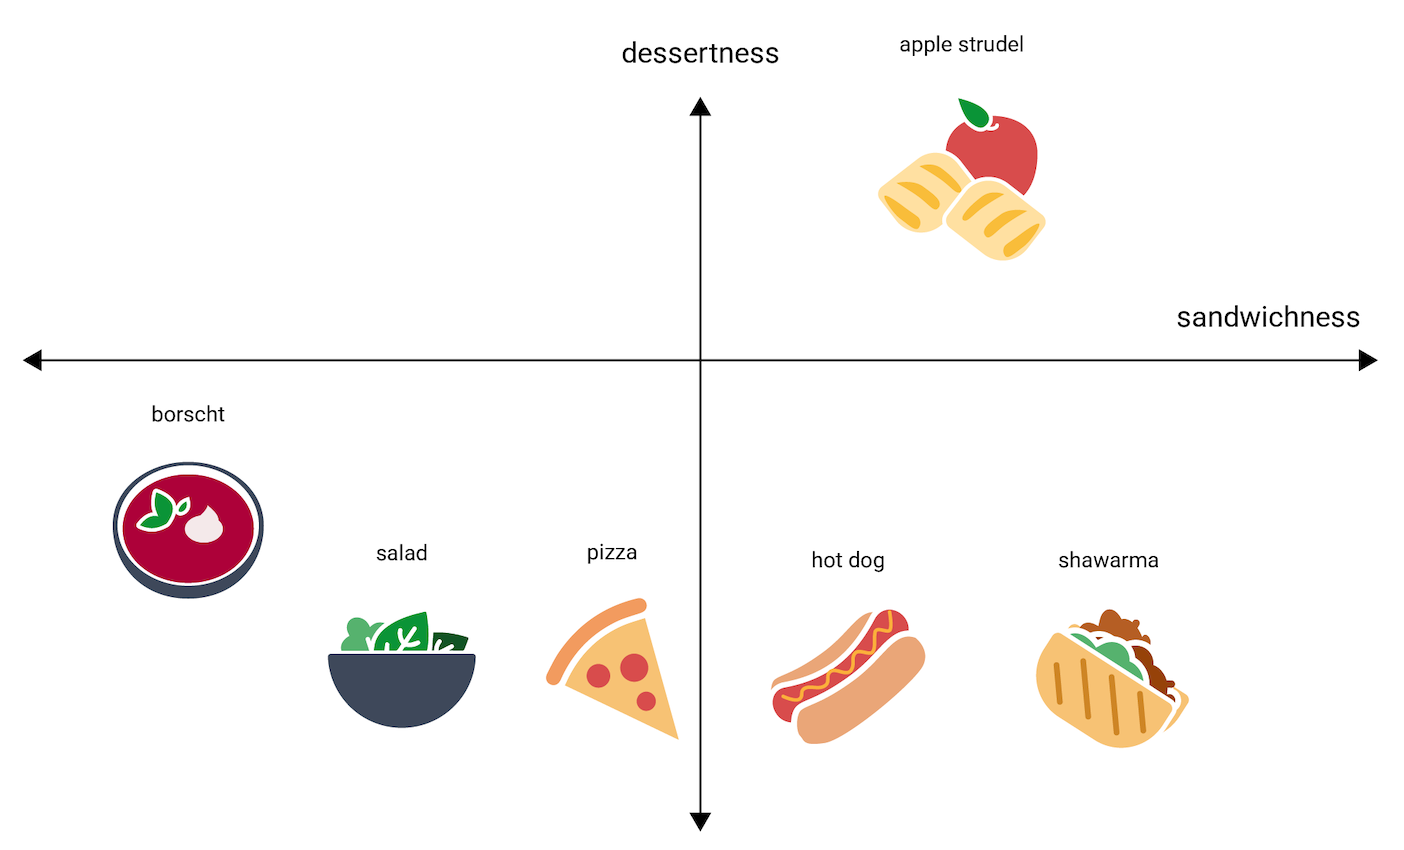 apple strudel
dessertness
sandwichness
borscht
salad
pizza
hot dog
shawarma